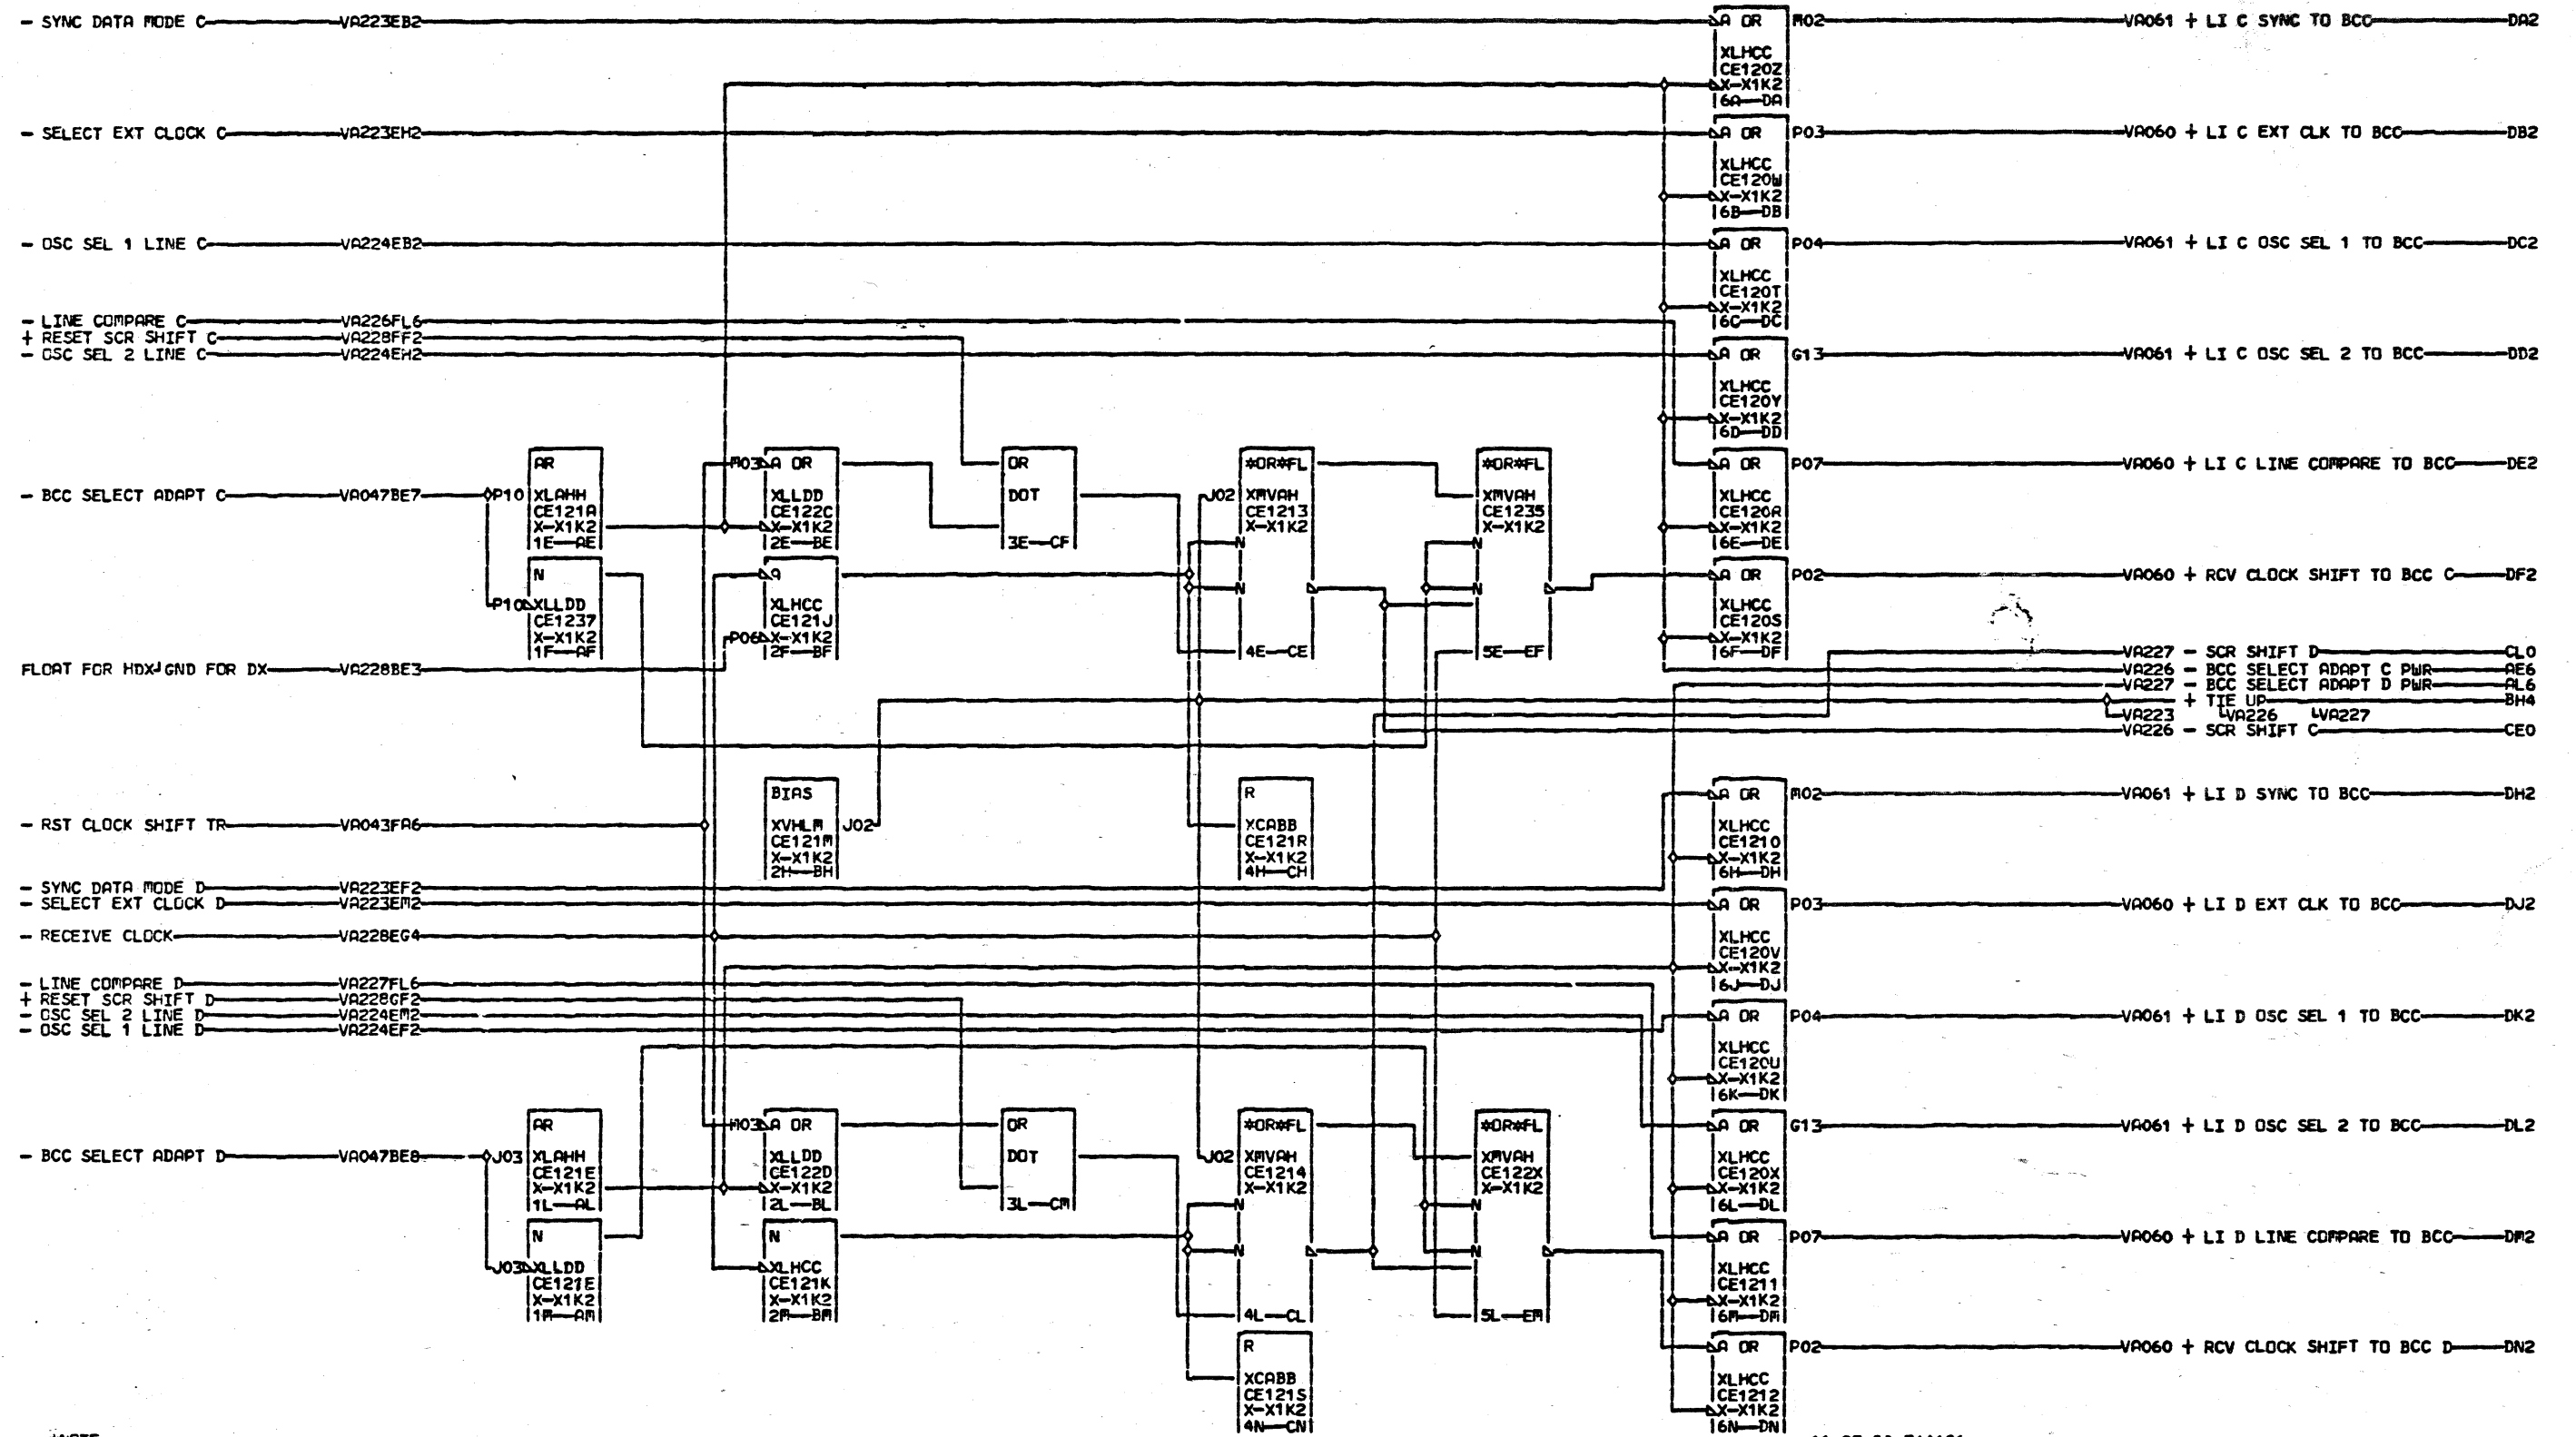 - SYNC DATA MODE C VA223EB2 A OR M02 VA061 + LI C SYNC TO BCC DA2
XLHCC
CE120Z
X-X1K2
6A DA
- SELECT EXT CLOCK C VA223EH2 A OR P03 VA060 + LI C EXT CLK TO BCC DB2
XLHCC
CE120W
X-X1K2
6B DB
- OSC SEL 1 LINE C VA224EB2 A OR P04 VA061 + LI C OSC SEL 1 TO BCC DC2
XLHCC
CE120T
X-X1K2
6C DC
- LINE COMPARE C VA226FL6
+ RESET SCR SHIFT C VA228FF2
- OSC SEL 2 LINE C VA224EH2 A OR G13 VA061 + LI C OSC SEL 2 TO BCC DD2
XLHCC
CE120Y
X-X1K2
6D DD
AR M03 A OR OR *OR*FL *OR*FL A OR P07 VA060 + LI C LINE COMPARE TO BCC DE2
- BCC SELECT ADAPT C VA047BE7 P10 XLAHH XLLDD DOT J02 XMVAH XMVAH XLHCC
CE121A CE122C CE1213 CE1235 CE120R
X-X1K2 X-X1K2 X-X1K2 X-X1K2 X-X1K2
1E AE 2E BE 3E CF N N 6E DE
N A N N A OR P02 VA060 + RCV CLOCK SHIFT TO BCC C DF2
P10 XLLDD XLHCC XLHCC
CE1237 CE121J CE120S
X-X1K2 P06 X-X1K2 X-X1K2
1F AF 2F BF 4E CE 5E EF 6F DF
VA227 - SCR SHIFT D CL0
FLOAT FOR HDX GND FOR DX VA228BE3 VA226 - BCC SELECT ADAPT C PWR AE6
VA227 - BCC SELECT ADAPT D PWR AL6
+ TIE UP BH4
VA223 VA226 VA227
VA226 - SCR SHIFT C CE0
BIAS R A OR M02 VA061 + LI D SYNC TO BCC DH2
- RST CLOCK SHIFT TR VA043FA6 XVHLM J02 XCABB XLHCC
CE121M CE121R CE1210
X-X1K2 X-X1K2 X-X1K2
2H BH 4H CH 6H DH
- SYNC DATA MODE D VA223EF2
- SELECT EXT CLOCK D VA223EM2 A OR P03 VA060 + LI D EXT CLK TO BCC DJ2
- RECEIVE CLOCK VA228EG4 XLHCC
CE120V
X-X1K2
- LINE COMPARE D VA227FL6 6J DJ
+ RESET SCR SHIFT D VA228GF2
- OSC SEL 2 LINE D VA224EM2 A OR P04 VA061 + LI D OSC SEL 1 TO BCC DK2
- OSC SEL 1 LINE D VA224EF2
XLHCC
CE120U
X-X1K2
6K DK
AR M03 A OR OR *OR*FL *OR*FL A OR G13 VA061 + LI D OSC SEL 2 TO BCC DL2
- BCC SELECT ADAPT D VA047BE8 J03 XLAHH XLLDD DOT J02 XMVAH XMVAH XLHCC
CE121E CE122D CE1214 CE122X CE120X
X-X1K2 X-X1K2 X-X1K2 X-X1K2 X-X1K2
1L AL 2L BL 3L CM N N 6L DL
N N N N A OR P07 VA060 + LI D LINE COMPARE TO BCC DM2
J03 XLLDD XLHCC XLHCC
CE121E CE121K CE1211
X-X1K2 X-X1K2 X-X1K2
1M AM 2M BM 4L CL 5L EM 6M DM
R A OR P02 VA060 + RCV CLOCK SHIFT TO BCC D DN2
XCABB XLHCC
CE121S CE1212
X-X1K2 X-X1K2
4N CN 6N DN